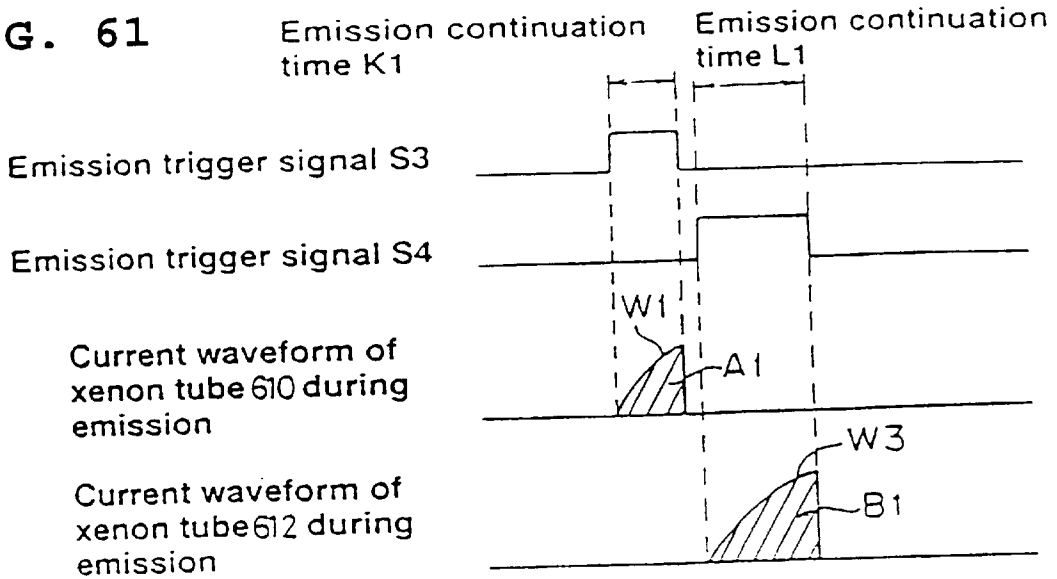 G. 61
Emission continuation
time K1
Emission continuation
time L1
Emission trigger signal S3
Emission trigger signal S4
W1
A1
Current waveform of
xenon tube 610 during
emission
W3
B1
Current waveform of
xenon tube 612 during
emission